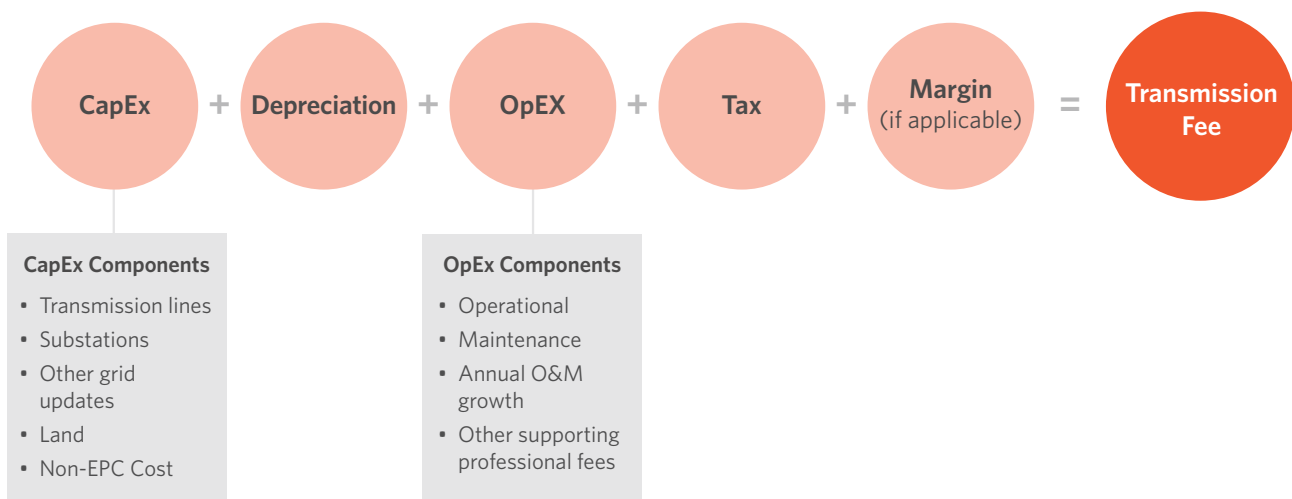 CapEx + Depreciation + OpEX + Tax + Margin = Transmission
(if applicable) Fee
CapEx Components
• Transmission lines
• Substations
• Other grid
updates
• Land
• Non-EPC Cost
OpEx Components
• Operational
• Maintenance
• Annual O&M
growth
• Other supporting
professional fees